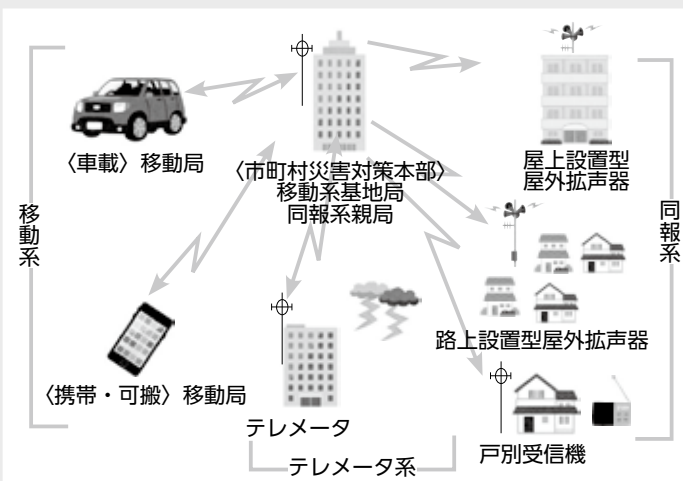 〈車載〉移動局
〈市町村災害対策本部〉
移動系基地局
同報系親局
屋上設置型
屋外拡声器
移動系
同報系
路上設置型屋外拡声器
〈携帯・可搬〉移動局
テレメータ
戸別受信機
テレメータ系